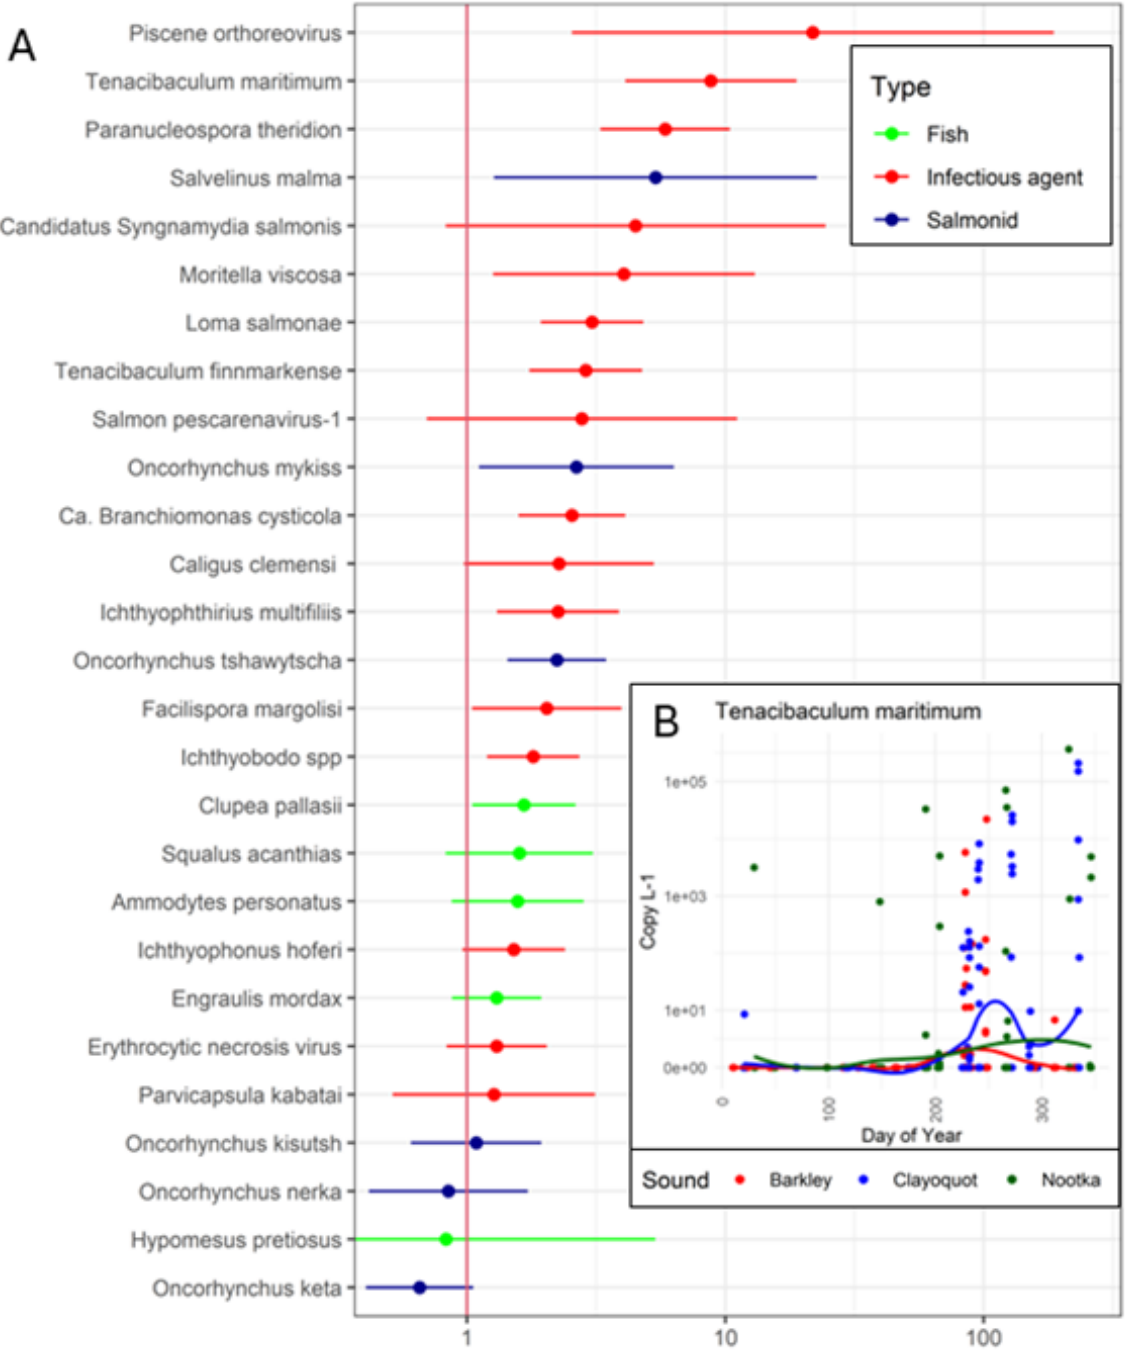 A
Piscene orthoreovirus
Tenacibaculum maritimum
Paranucleospora theridion
Salvelinus malma
Candidatus Syngnamydia salmonis
Moritella viscosa
Loma salmonae
Tenacibaculum finnmarkense
Salmon pescarenavirus-1
Oncorhynchus mykiss
Ca. Branchiomonas cysticola
Caligus clemensi
Ichthyophthirius multifiliis
Oncorhynchus tshawytscha
Facilispora margolisi
Ichthyobodo spp
Clupea pallasii
Squalus acanthias
Ammodytes personatus
Ichthyophonus hoferi
Engraulis mordax
Erythrocytic necrosis virus
Parvicapsula kabatai
Oncorhynchus kisutsh
Oncorhynchus nerka
Hypomesus pretiosus
Oncorhynchus keta
1 10 100
Type
Fish
Infectious agent
Salmonid
B
Tenacibaculum maritimum
Copy L-1
1e+05
1e+03
1e+01
0e+00
0 100 200 300
Day of Year
Sound Barkley Clayoquot Nootka